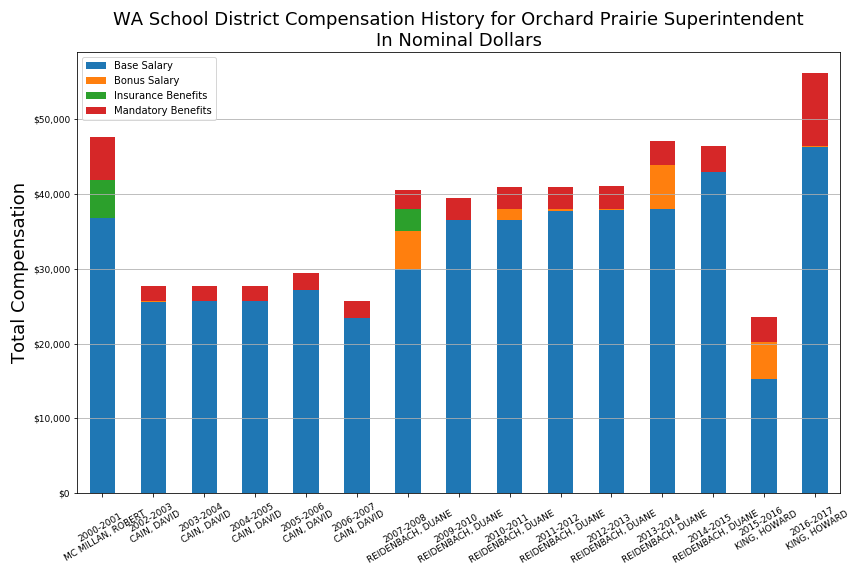 WA School District Compensation History for Orchard Prairie Superintendent
In Nominal Dollars
Base Salary
Bonus Salary
Insurance Benefits
Mandatory Benefits
Total Compensation
$50,000
$40,000
$30,000
$20,000
$10,000
$0
2000-2001
MC MILLAN, ROBERT
2002-2003
CAIN, DAVID
2003-2004
CAIN, DAVID
2004-2005
CAIN, DAVID
2005-2006
CAIN, DAVID
2006-2007
CAIN, DAVID
2007-2008
REIDENBACH, DUANE
2009-2010
REIDENBACH, DUANE
2010-2011
REIDENBACH, DUANE
2011-2012
REIDENBACH, DUANE
2012-2013
REIDENBACH, DUANE
2013-2014
REIDENBACH, DUANE
2014-2015
REIDENBACH, DUANE
2015-2016
KING, HOWARD
2016-2017
KING, HOWARD